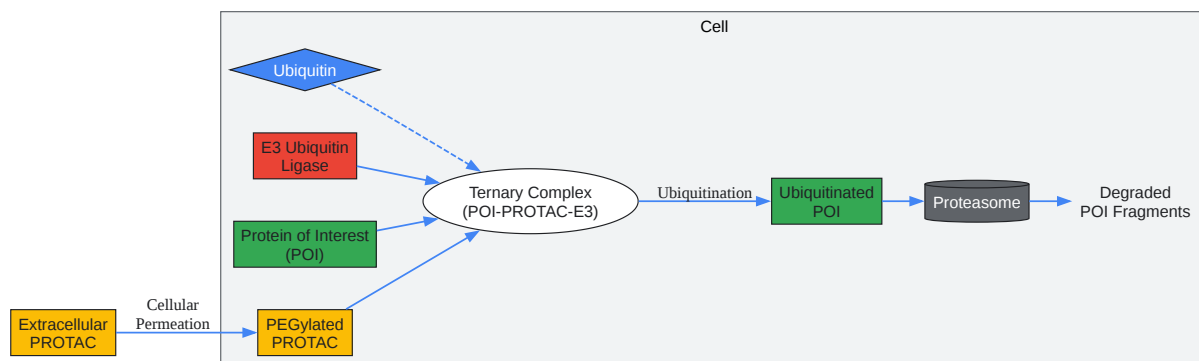 Cell
Ubiquitin
E3 Ubiquitin
Ligase
Ternary Complex
(POI-PROTAC-E3)
Ubiquitination
Ubiquitinated
POI
Proteasome
Degraded
POI Fragments
Protein of Interest
(POI)
Extracellular
PROTAC
Cellular
Permeation
PEGylated
PROTAC